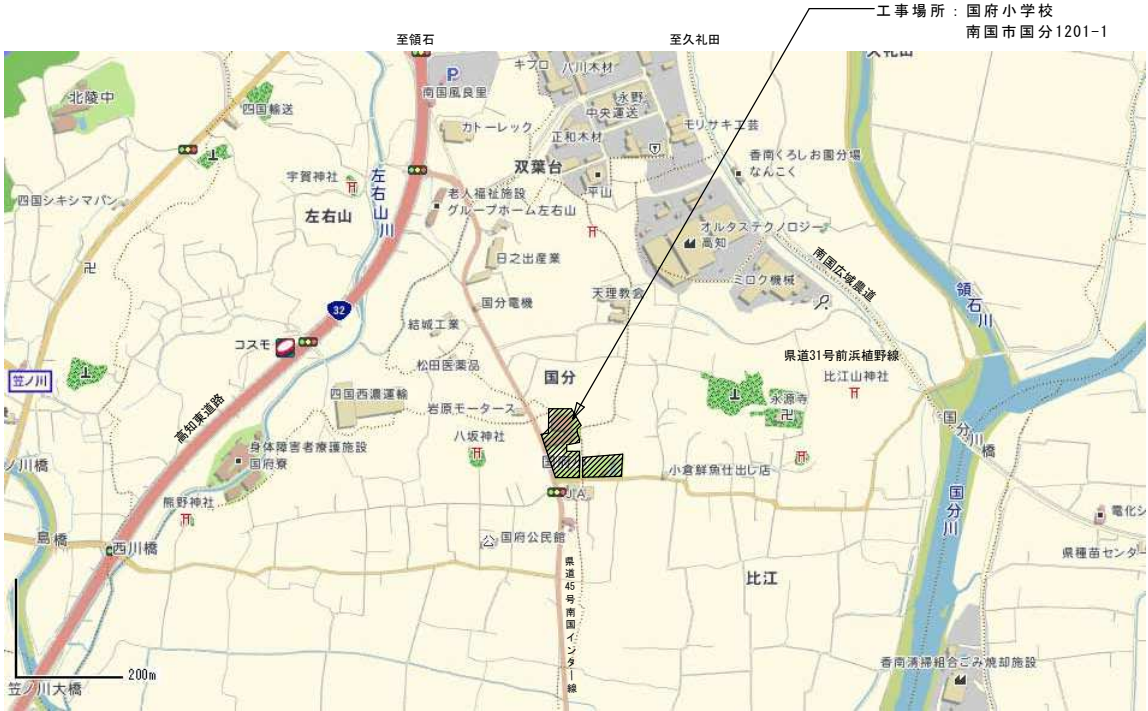 工事場所：国府小学校
南国市国分1201-1
至領石
至久礼田
キプロ
八川木材
久礼田
P
南国風良里
北陵中
四国輸送
カトーレック
永野
中央運送
正和木材
モリサキ工芸
宇賀神社
双葉台
香南くろしお園分場
なんこく
四国シキシマパン
左右山
左右山川
老人福祉施設
グループホーム左右山
平山
オルタステクノロジー
高知
日之出産業
南国広域農道
ミロク機械
領石川
国分電機
天理教会
32
結城工業
コスモ
松田医薬品
国分
県道31号前浜植野線
比江山神社
笠ノ川
四国西濃運輸
岩原モータース
永源寺
高知東道路
八坂神社
国分川橋
身体障害者療護施設
国府寮
国府
小倉鮮魚仕出し店
ノ川橋
熊野神社
JA
国分川
電化シ
島橋
西川橋
国府公民館
県種苗センター
県道45号南国インター線
比江
200m
香南清掃組合ごみ焼却施設
笠ノ川大橋